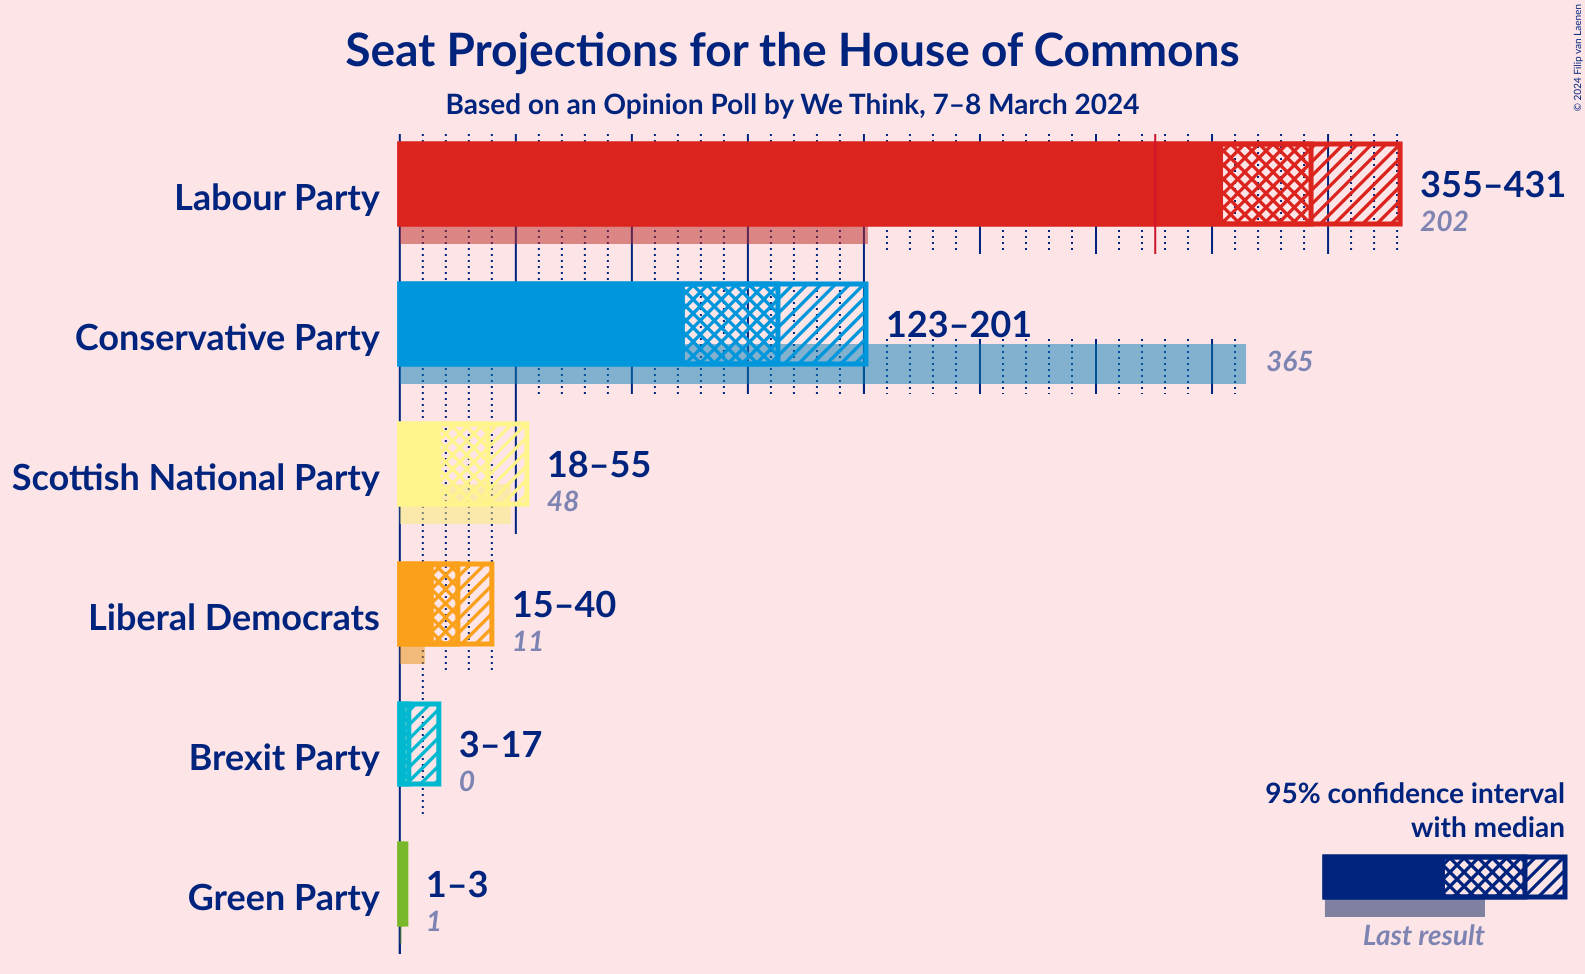 Seat Projections for the House of Commons
Based on an Opinion Poll by We Think, 7–8 March 2024
© 2024 Filip van Laenen
Labour Party
355–431
202
Conservative Party
123–201
365
Scottish National Party
18–55
48
Liberal Democrats
15–40
11
Brexit Party
3–17
0
Green Party
1–3
1
95% confidence interval
with median
Last result